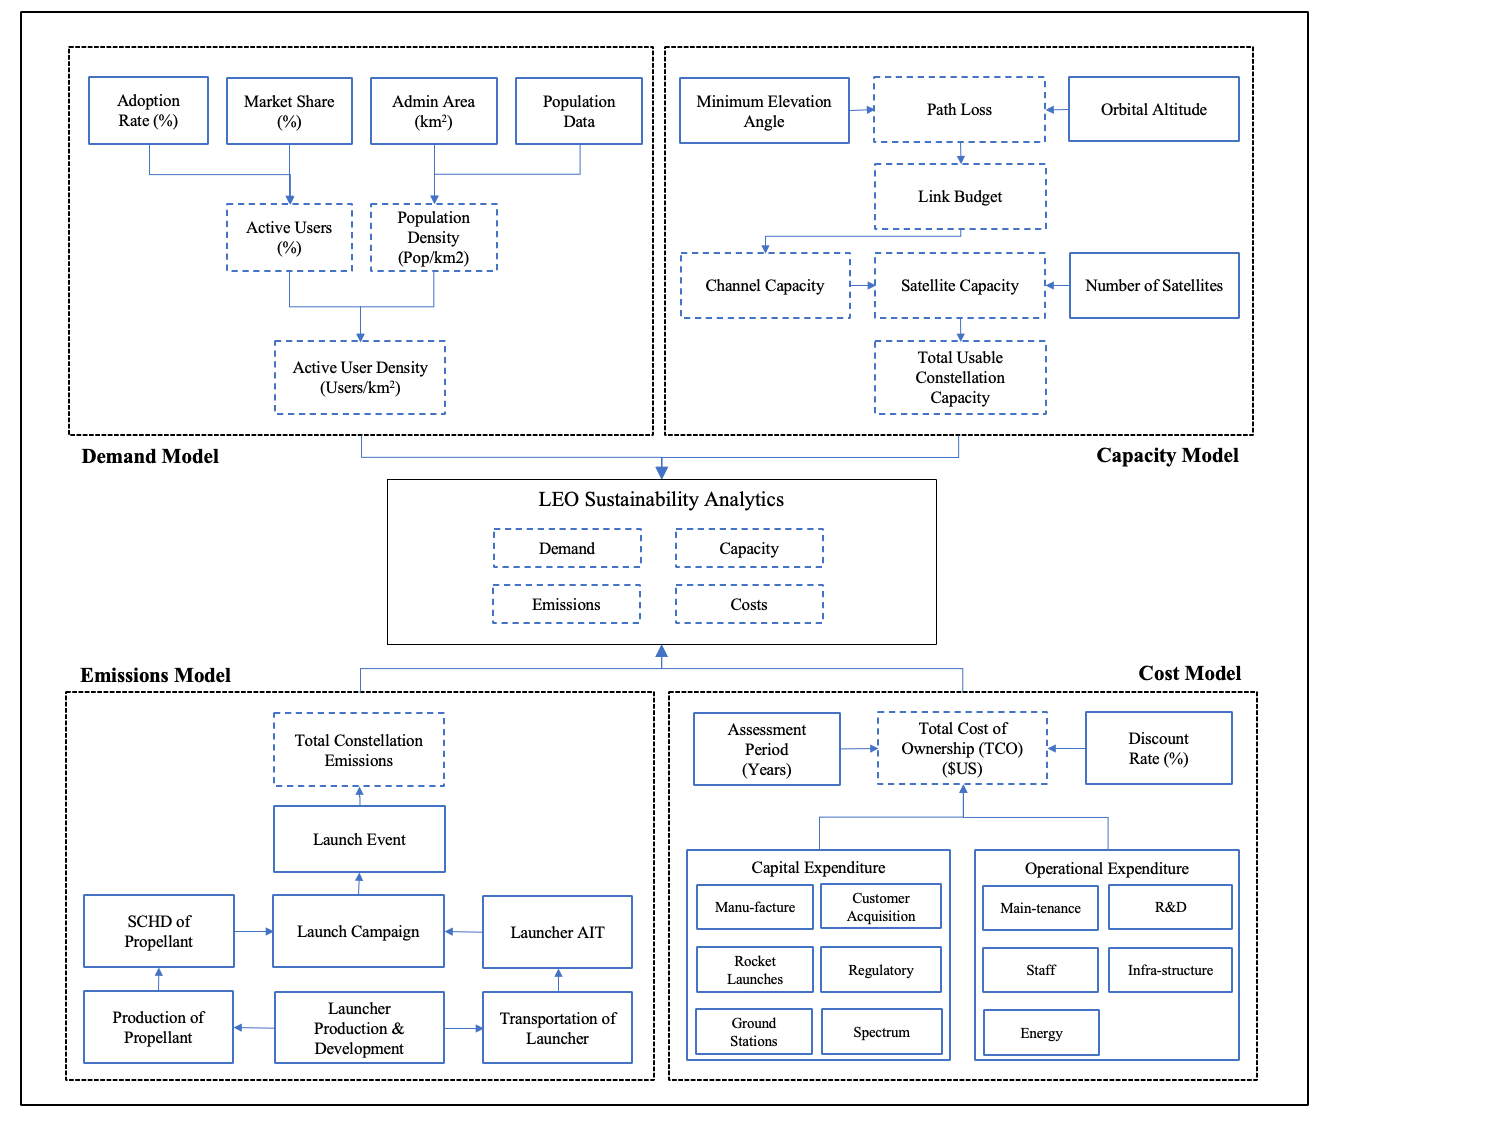 Adoption
Rate (%)
Market Share
(%)
Admin Area
(km²)
Population
Data
Active Users
(%)
Population
Density
(Pop/km2)
Active User Density
(Users/km²)
Demand Model
Minimum Elevation
Angle
Path Loss
Orbital Altitude
Link Budget
Channel Capacity
Satellite Capacity
Number of Satellites
Total Usable
Constellation
Capacity
Capacity Model
LEO Sustainability Analytics
Demand
Capacity
Emissions
Costs
Emissions Model
Total Constellation
Emissions
Launch Event
SCHD of
Propellant
Launch Campaign
Launcher AIT
Production of
Propellant
Launcher
Production &
Development
Transportation of
Launcher
Cost Model
Assessment
Period
(Years)
Total Cost of
Ownership (TCO)
($US)
Discount
Rate (%)
Capital Expenditure
Manu-facture
Customer
Acquisition
Rocket
Launches
Regulatory
Ground
Stations
Spectrum
Operational Expenditure
Main-tenance
R&D
Staff
Infra-structure
Energy